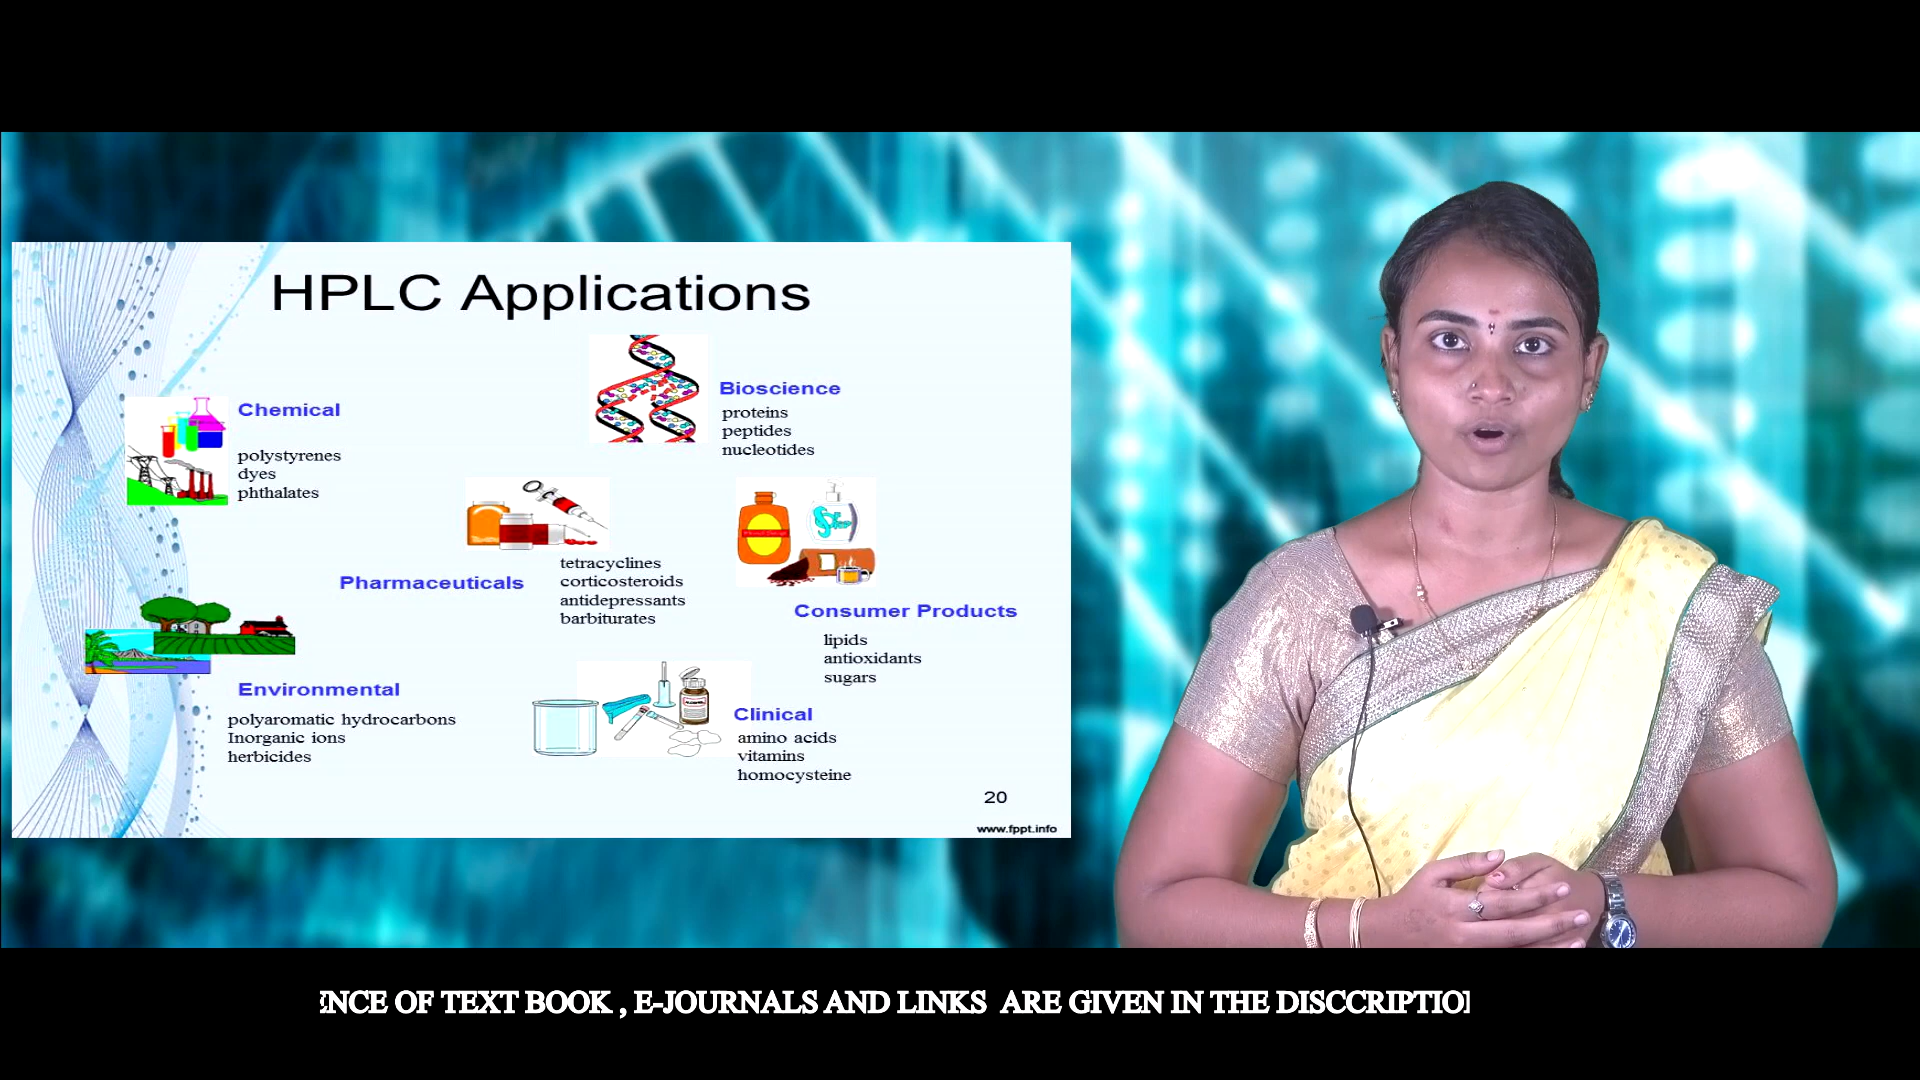 HPLC Applications
Chemical
polystyrenes
dyes
phthalates
Bioscience
proteins
peptides
nucleotides
Pharmaceuticals
tetracyclines
corticosteroids
antidepressants
barbiturates
Consumer Products
lipids
antioxidants
sugars
Environmental
polyaromatic hydrocarbons
Inorganic ions
herbicides
Clinical
amino acids
vitamins
homocysteine
20
www.fppt.info
ENCE OF TEXT BOOK , E-JOURNALS AND LINKS ARE GIVEN IN THE DISCCRIPTIO